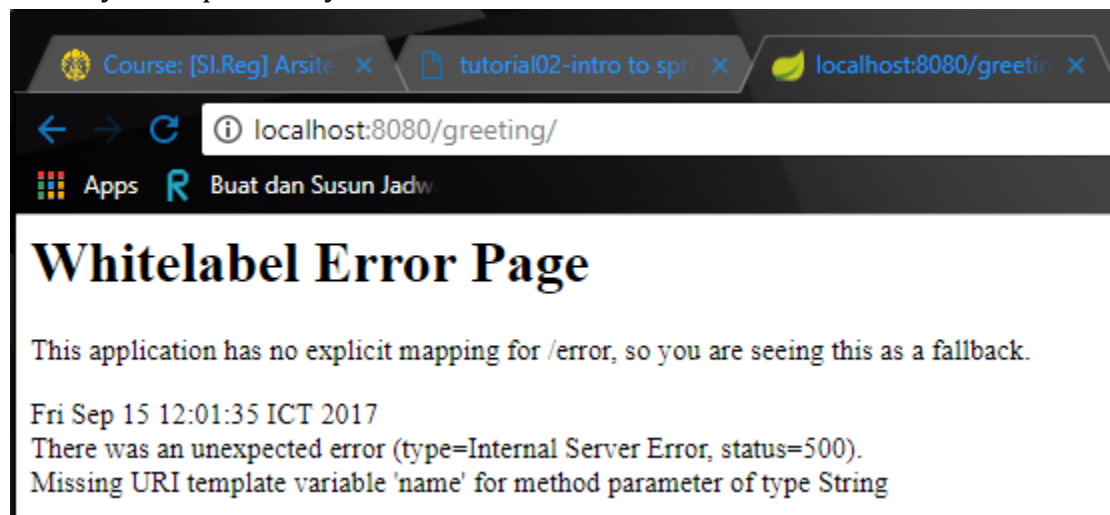 Course: [SI.Reg] Arsite
tutorial02-intro to spri
localhost:8080/greetin
localhost:8080/greeting/
Apps
Buat dan Susun Jadw
Whitelabel Error Page
This application has no explicit mapping for /error, so you are seeing this as a fallback.
Fri Sep 15 12:01:35 ICT 2017
There was an unexpected error (type=Internal Server Error, status=500).
Missing URI template variable 'name' for method parameter of type String